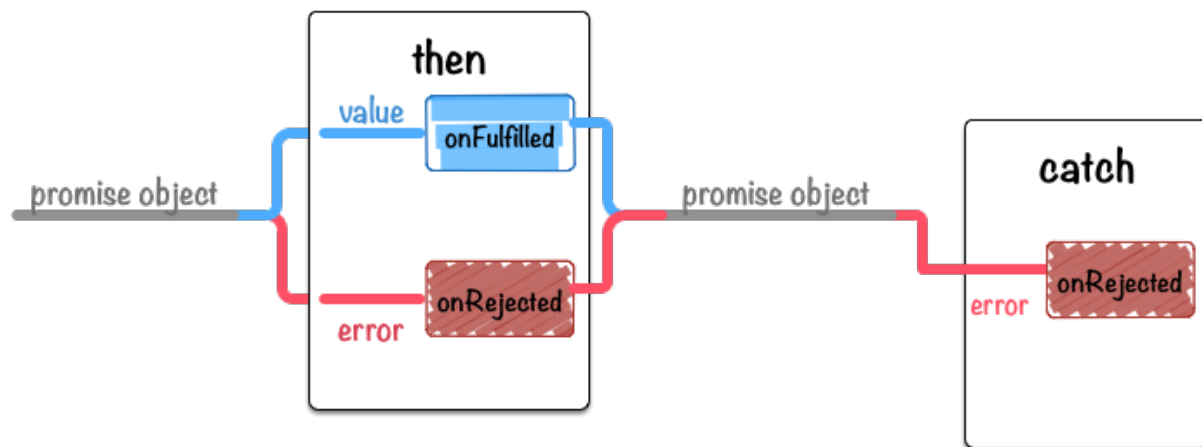 then
value
onFulfilled
promise object
onRejected
error
promise object
catch
onRejected
error